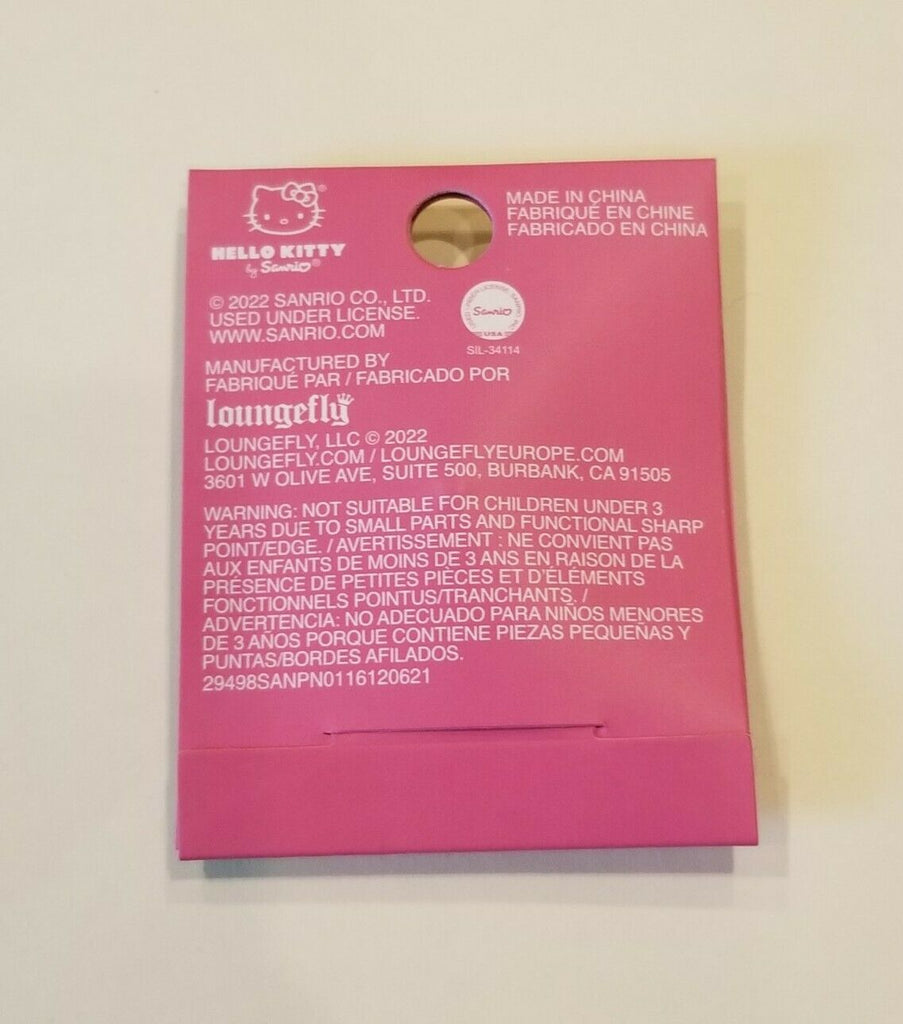 HELLO KITTY
by Sanrio®
MADE IN CHINA
FABRIQUÉ EN CHINE
FABRICADO EN CHINA
© 2022 SANRIO CO., LTD.
USED UNDER LICENSE.
WWW.SANRIO.COM
Sanrio
USA
SIL-34114
MANUFACTURED BY
FABRIQUÉ PAR / FABRICADO POR
loungefly
LOUNGEFLY, LLC © 2022
LOUNGEFLY.COM / LOUNGEFLYEUROPE.COM
3601 W OLIVE AVE, SUITE 500, BURBANK, CA 91505
WARNING: NOT SUITABLE FOR CHILDREN UNDER 3
YEARS DUE TO SMALL PARTS AND FUNCTIONAL SHARP
POINT/EDGE. / AVERTISSEMENT : NE CONVIENT PAS
AUX ENFANTS DE MOINS DE 3 ANS EN RAISON DE LA
PRÉSENCE DE PETITES PIÈCES ET D'ÉLÉMENTS
FONCTIONNELS POINTUS/TRANCHANTS. /
ADVERTENCIA: NO ADECUADO PARA NIÑOS MENORES
DE 3 AÑOS PORQUE CONTIENE PIEZAS PEQUEÑAS Y
PUNTAS/BORDES AFILADOS.
29498SANPN0116120621